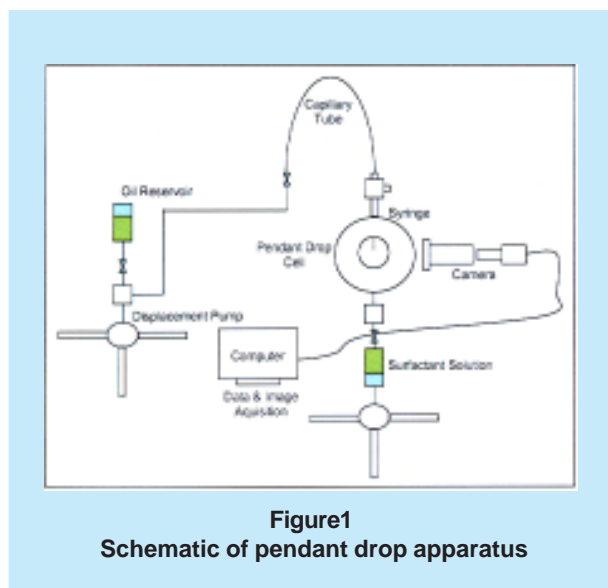 Capillary
Tube
Oil Reservoir
Syringe
Pendant Drop
Cell
Camera
Displacement Pump
Computer
Surfactant Solution
Data & Image
Aquisition
Figure1
Schematic of pendant drop apparatus